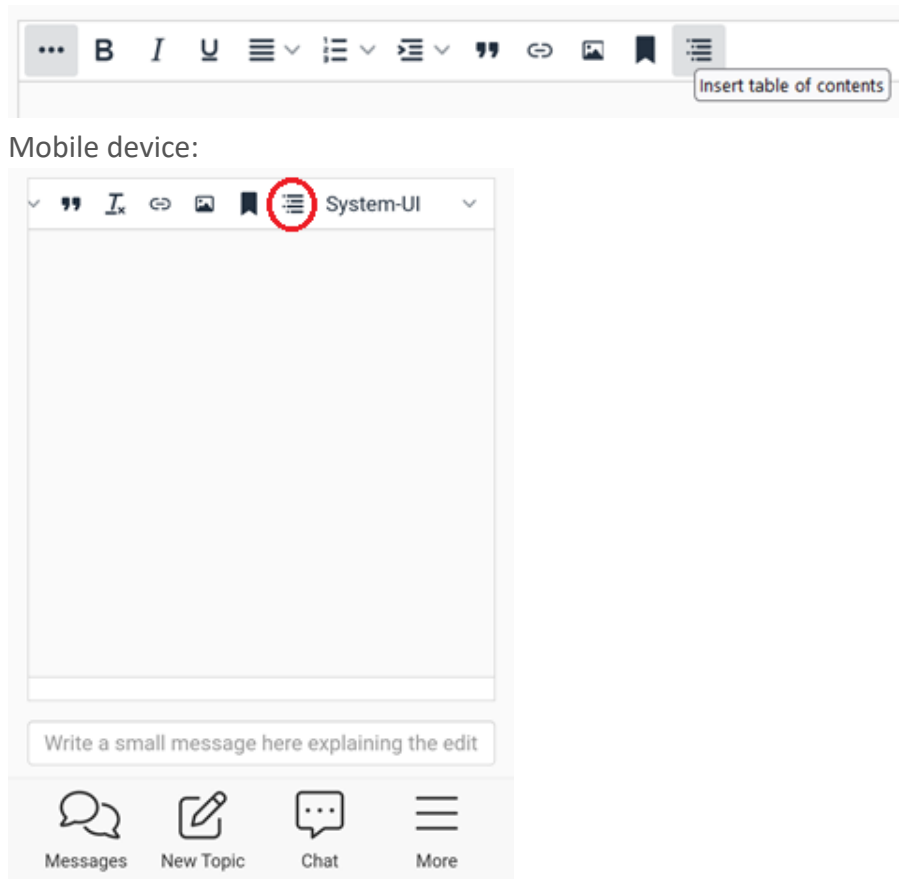 B I U
Insert table of contents
Mobile device:
System-UI
Write a small message here explaining the edit
Messages New Topic Chat More